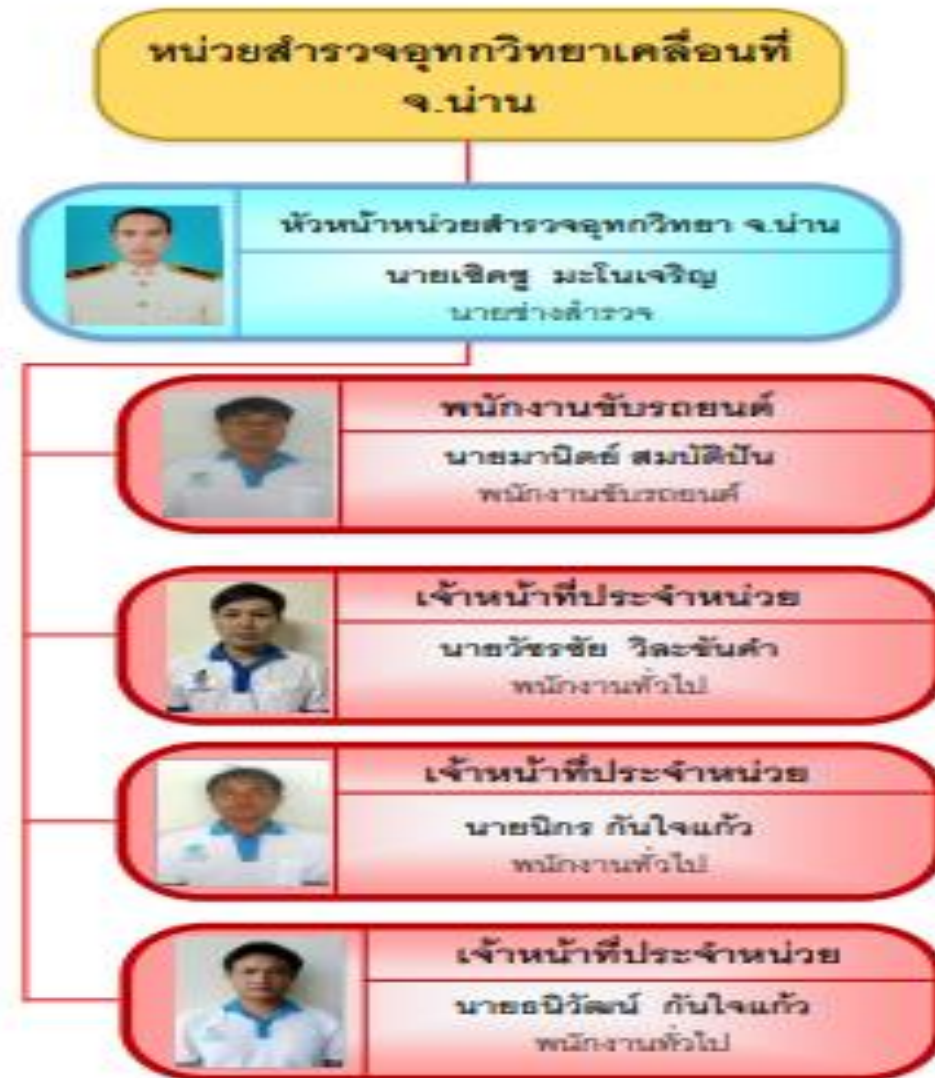 หน่วยสำรวจอุทกวิทยาเคลื่อนที่
จ.น่าน
หัวหน้าหน่วยสำรวจอุทกวิทยา จ.น่าน
นายเชิดชู มะโนเจริญ
นายช่างสำรวจ
พนักงานขับรถยนต์
นายมานิตย์ สมบัติปัน
พนักงานขับรถยนต์
เจ้าหน้าที่ประจำหน่วย
นายวัชรชัย วิละขันคำ
พนักงานทั่วไป
เจ้าหน้าที่ประจำหน่วย
นายนิกร กันใจแก้ว
พนักงานทั่วไป
เจ้าหน้าที่ประจำหน่วย
นายธนิวัฒน์ กันใจแก้ว
พนักงานทั่วไป